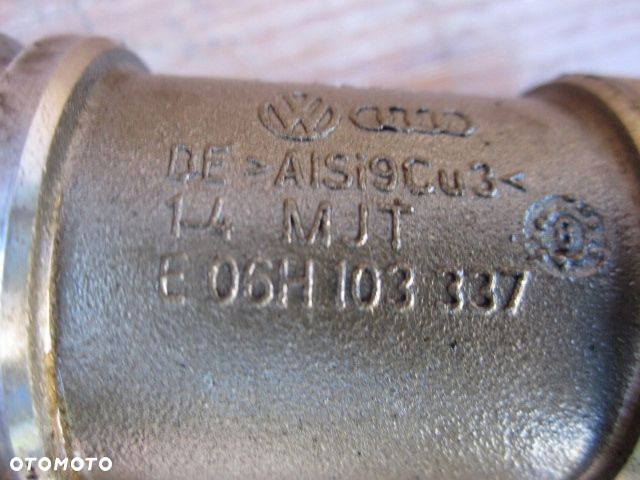 DE >AlSi9Cu3<
1-4 MJT
E 06H 103 337
OTOMOTO